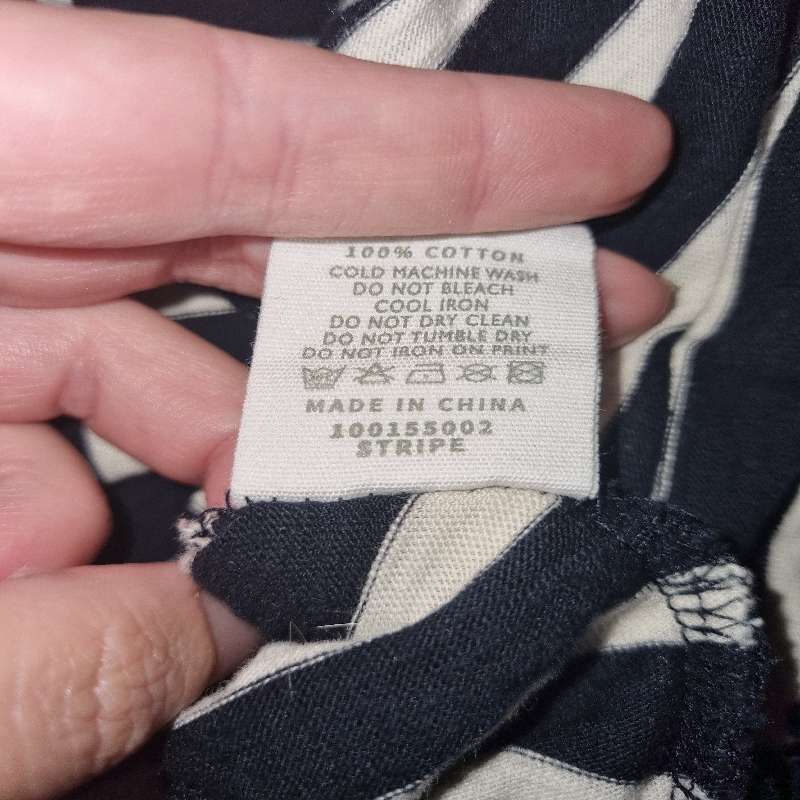 100% COTTON
COLD MACHINE WASH
DO NOT BLEACH
COOL IRON
DO NOT DRY CLEAN
DO NOT TUMBLE DRY
DO NOT IRON ON PRINT
MADE IN CHINA
100155002
STRIPE